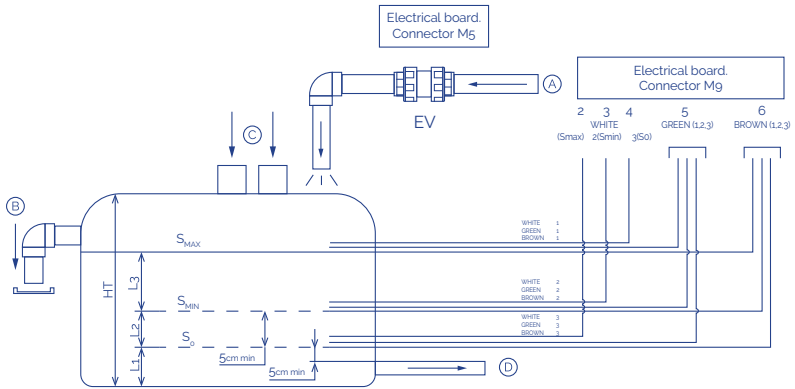 Electrical board.
Connector M5
Electrical board.
Connector M9
A
EV
2 3 4 5 6
WHITE GREEN (1,2,3) BROWN (1,2,3)
(Smax) 2(Smin) 3(S0)
C
B
WHITE 1
GREEN 1
BROWN 1
SMAX
HT
L3
WHITE 2
GREEN 2
BROWN 2
SMIN
L2
WHITE 3
GREEN 3
BROWN 3
S0
L1
5cm min
5cm min
D